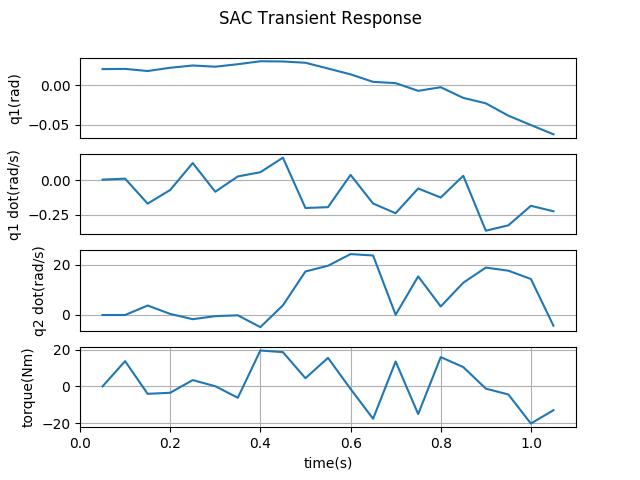 SAC Transient Response
q1(rad)
0.00
−0.05
q1 dot(rad/s)
0.00
−0.25
q2 dot(rad/s)
20
0
torque(Nm)
20
0
−20
0.0 0.2 0.4 0.6 0.8 1.0
time(s)